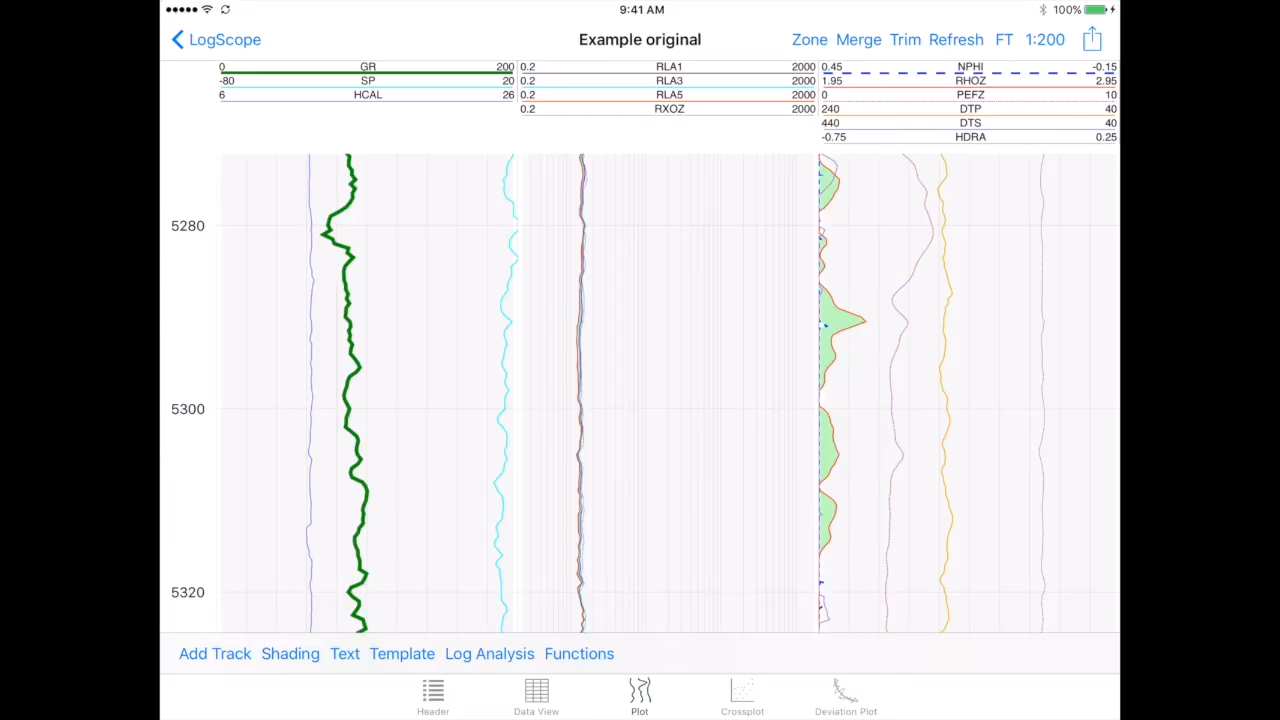 9:41 AM 100%
LogScope Example original Zone Merge Trim Refresh FT 1:200
0 GR 200 0.2 RLA1 2000 0.45 NPHI -0.15
-80 SP 20 0.2 RLA3 2000 1.95 RHOZ 2.95
6 HCAL 26 0.2 RLA5 2000 0 PEFZ 10
0.2 RXOZ 2000 240 DTP 40
440 DTS 40
-0.75 HDRA 0.25
5280
5300
5320
Add Track Shading Text Template Log Analysis Functions
Header Data View Plot Crossplot Deviation Plot